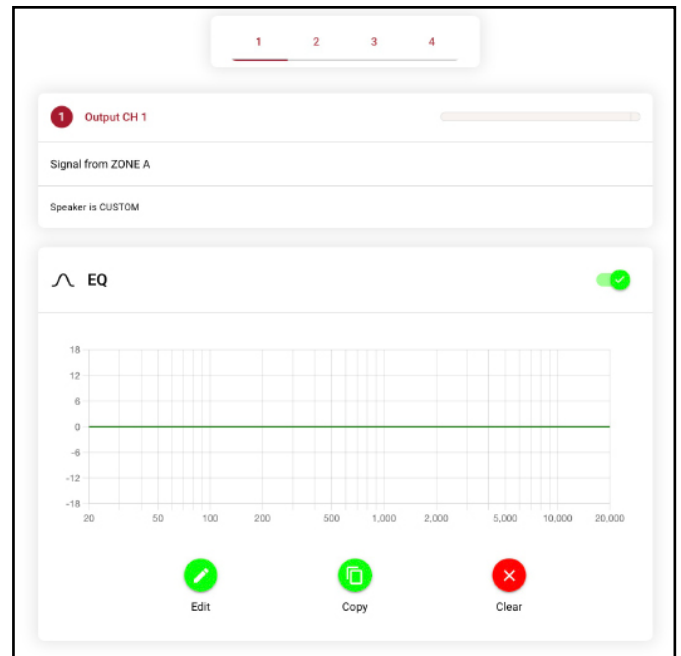 1 2 3 4
1 Output CH 1
Signal from ZONE A
Speaker is CUSTOM
EQ
18
12
6
0
-6
-12
-18
20 50 100 200 500 1,000 2,000 5,000 10,000 20,000
Edit Copy Clear